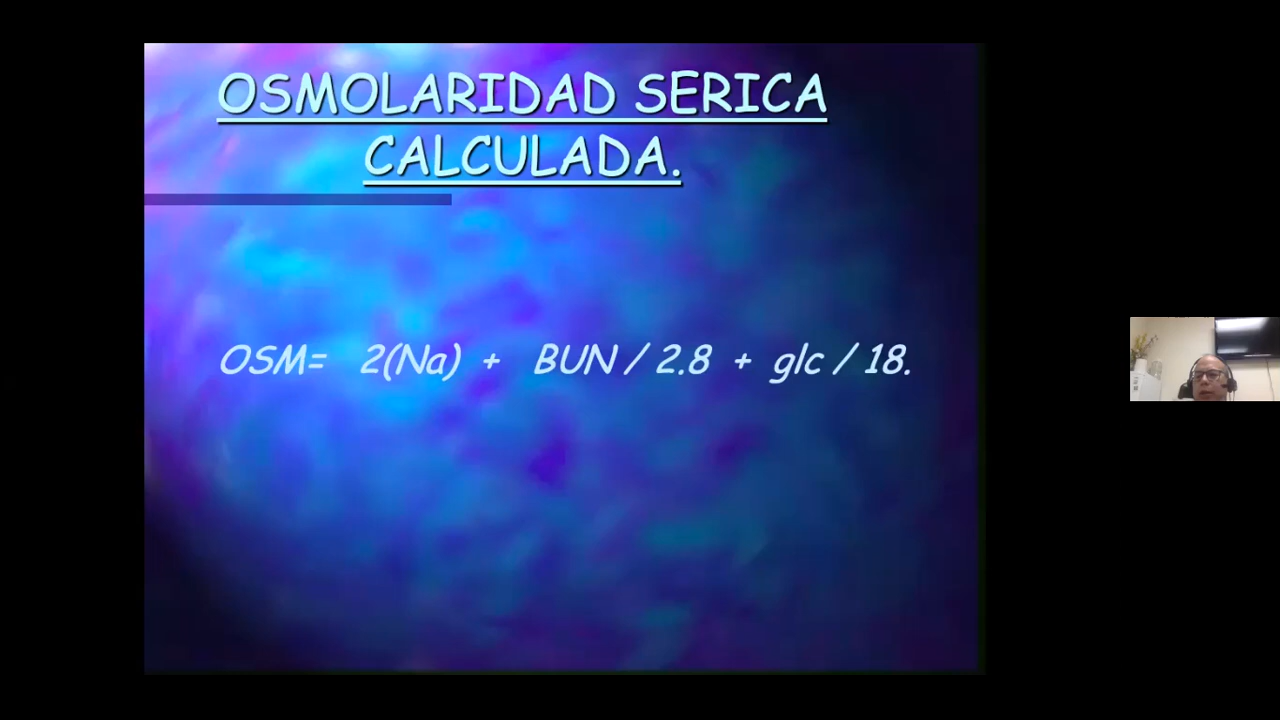 OSMOLARIDAD SERICA
CALCULADA.
OSM= 2(Na) + BUN / 2.8 + glc / 18.